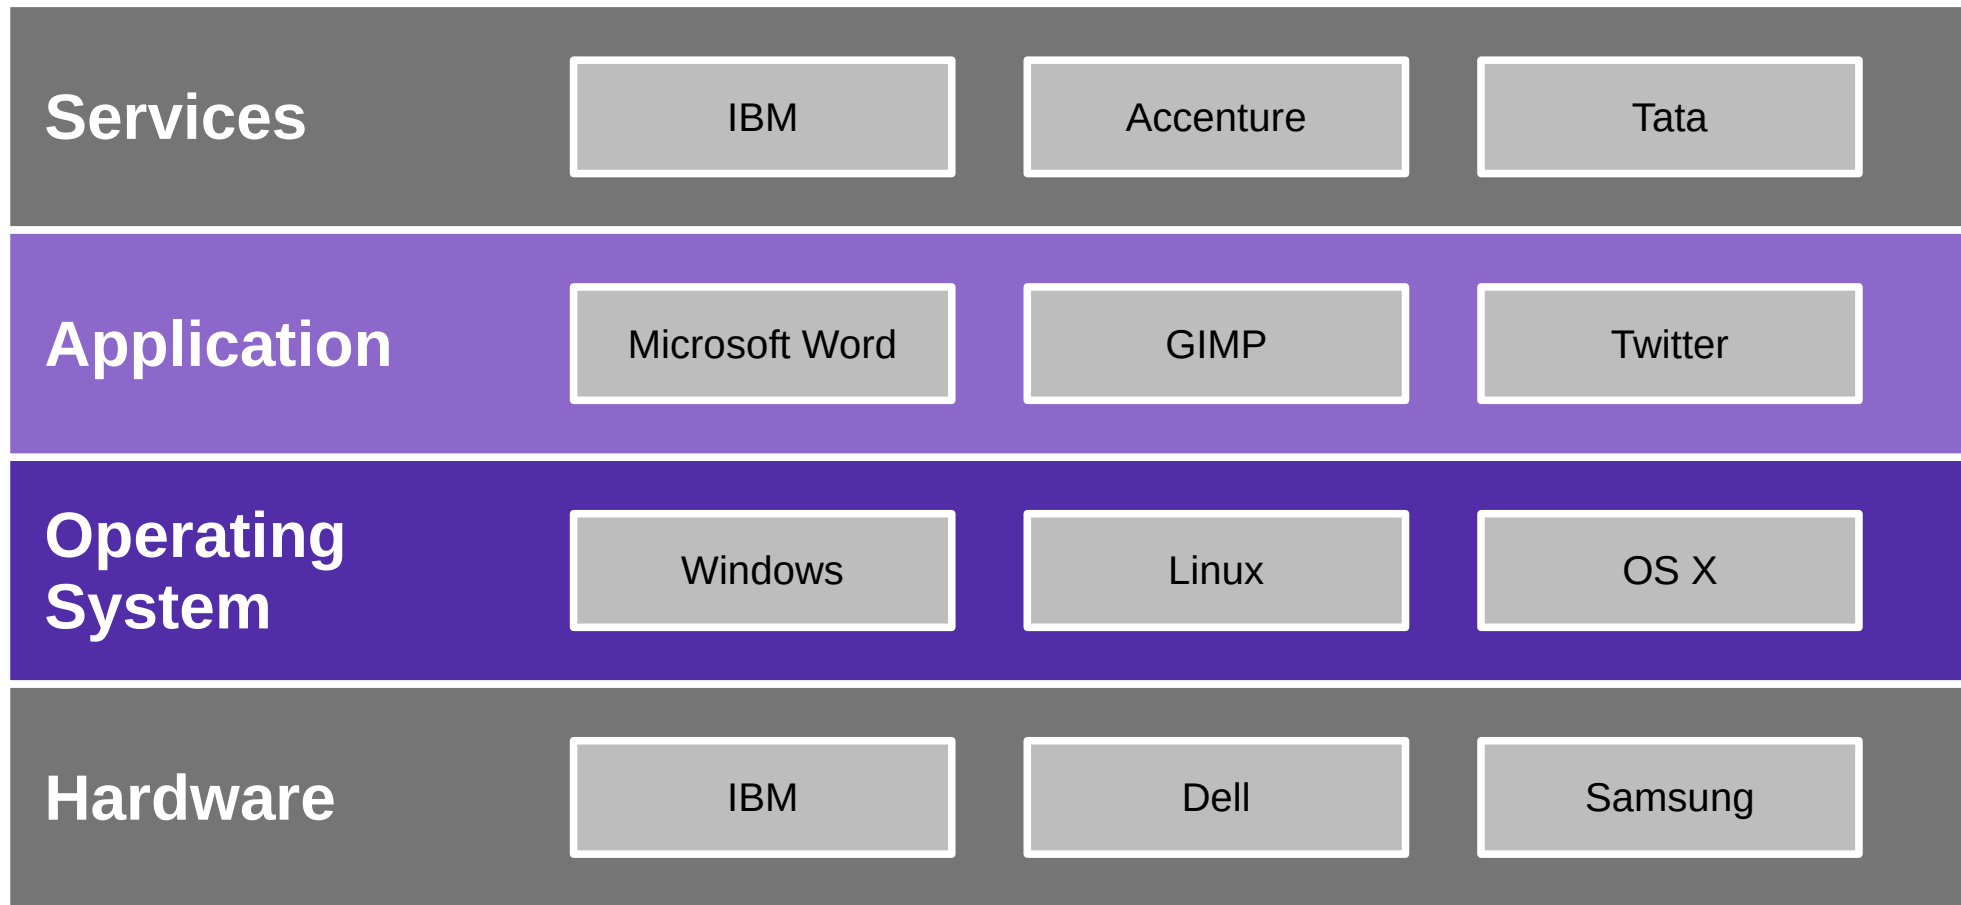 Services
IBM
Accenture
Tata
Application
Microsoft Word
GIMP
Twitter
Operating
System
Windows
Linux
OS X
Hardware
IBM
Dell
Samsung